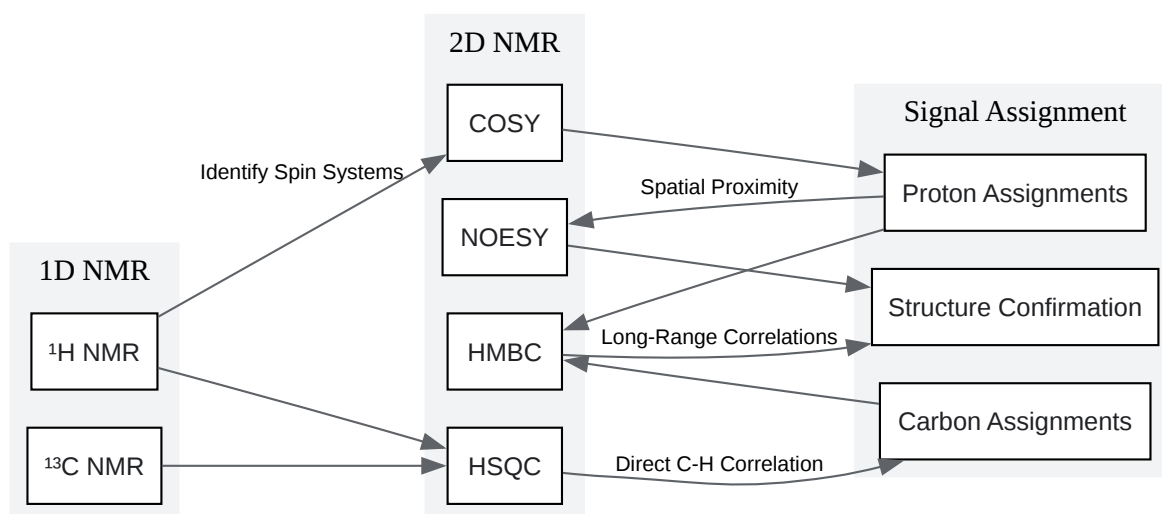 2D NMR
COSY
Signal Assignment
Identify Spin Systems
Spatial Proximity
Proton Assignments
NOESY
1D NMR
Structure Confirmation
¹H NMR
HMBC
Long-Range Correlations
Carbon Assignments
¹³C NMR
HSQC
Direct C-H Correlation